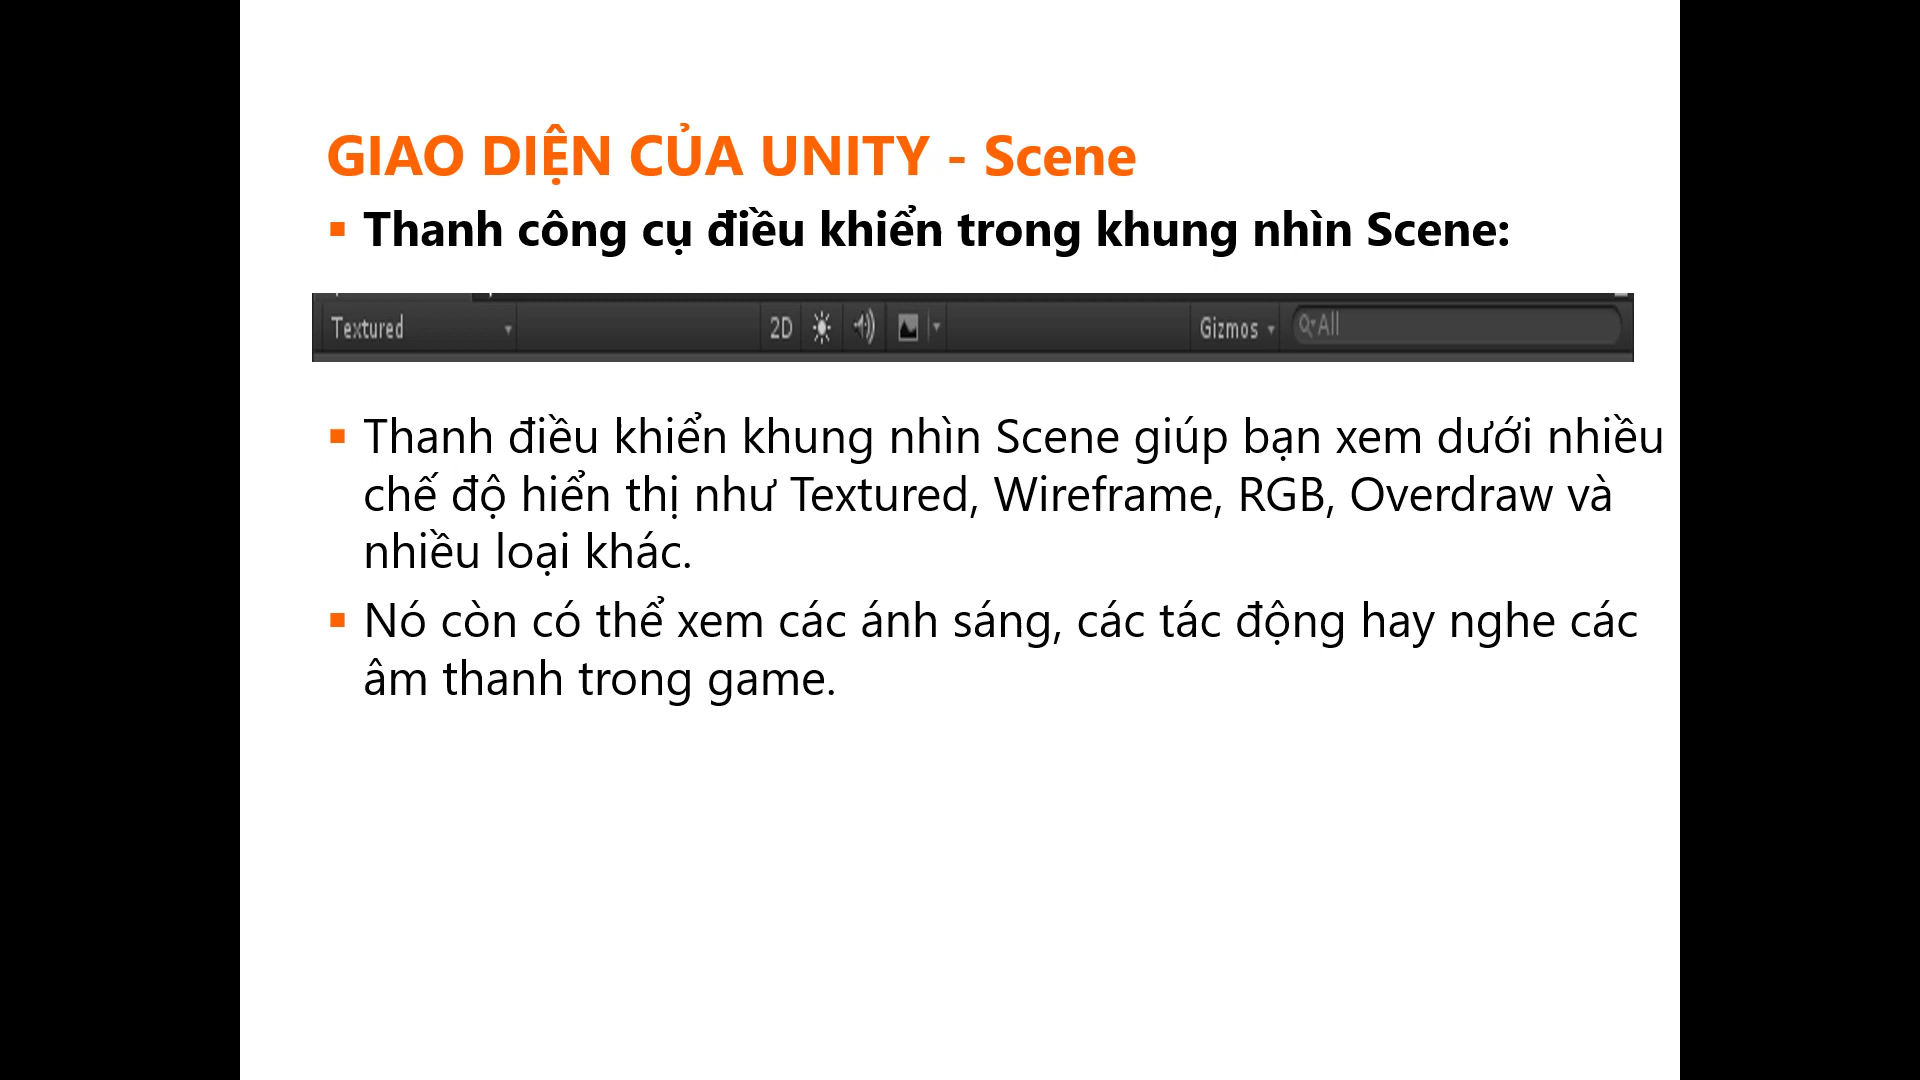 GIAO DIỆN CỦA UNITY - Scene
Thanh công cụ điều khiển trong khung nhìn Scene:
Textured 2D Gizmos All
Thanh điều khiển khung nhìn Scene giúp bạn xem dưới nhiều
chế độ hiển thị như Textured, Wireframe, RGB, Overdraw và
nhiều loại khác.
Nó còn có thể xem các ánh sáng, các tác động hay nghe các
âm thanh trong game.